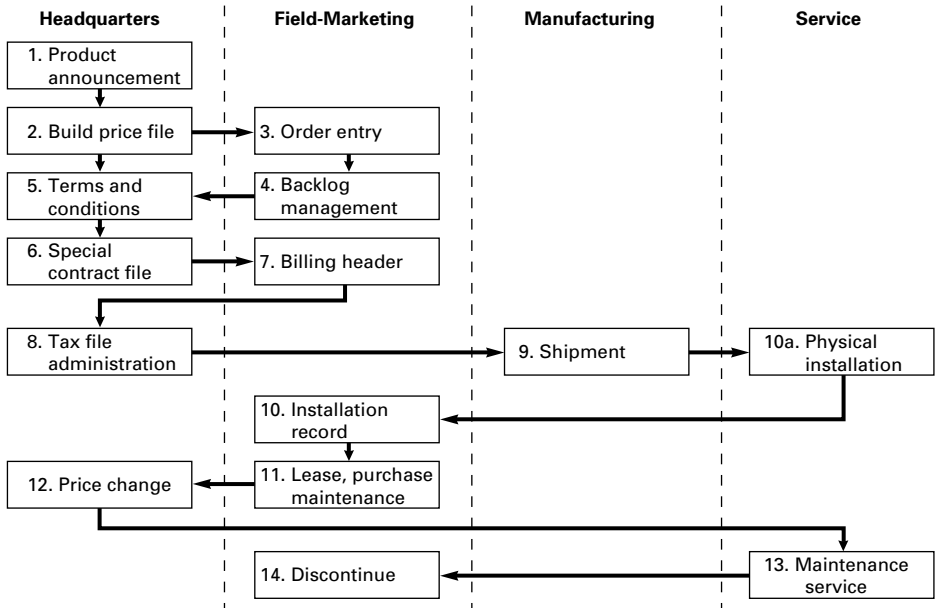 Headquarters Field-Marketing Manufacturing Service
1. Product
announcement
2. Build price file
3. Order entry
5. Terms and
conditions
4. Backlog
management
6. Special
contract file
7. Billing header
8. Tax file
administration
9. Shipment
10a. Physical
installation
10. Installation
record
12. Price change
11. Lease, purchase
maintenance
14. Discontinue
13. Maintenance
service